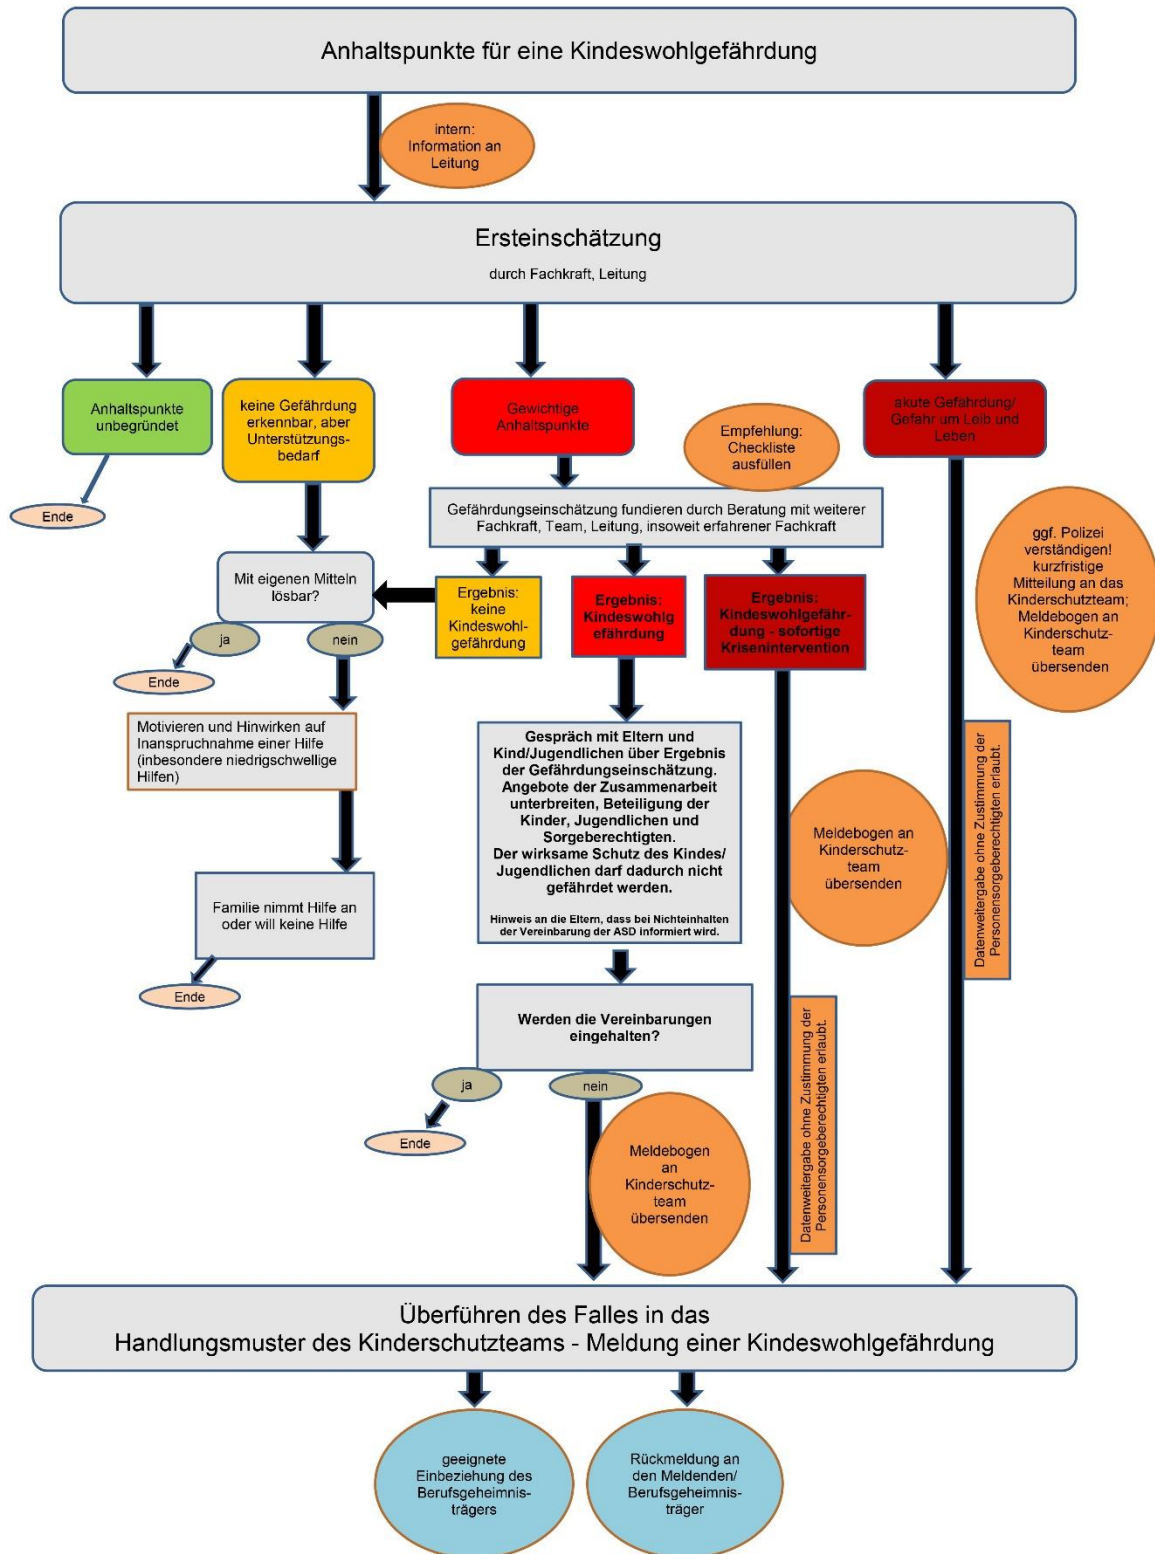 Anhaltspunkte für eine Kindeswohlgefährdung
intern:
Information an
Leitung
Ersteinschätzung
durch Fachkraft, Leitung
Anhaltspunkte
unbegründet
Ende
keine Gefährdung
erkennbar, aber
Unterstützungs-
bedarf
Gewichtige
Anhaltspunkte
Empfehlung:
Checkliste
ausfüllen
akute Gefährdung/
Gefahr um Leib und
Leben
Gefährdungseinschätzung fundieren durch Beratung mit weiterer
Fachkraft, Team, Leitung, insoweit erfahrener Fachkraft
ggf. Polizei
verständigen!
kurzfristige
Mitteilung an das
Kinderschutzteam;
Meldebogen an
Kinderschutz-
team
übersenden
Mit eigenen Mitteln
lösbar?
ja
nein
Ende
Ergebnis:
keine
Kindeswohl-
gefährdung
Ergebnis:
Kindeswohl
gefährdung
Ergebnis:
Kindeswohlgefähr-
dung - sofortige
Krisenintervention
Motivieren und Hinwirken auf
Inanspruchnahme einer Hilfe
(inbesondere niedrigschwellige
Hilfen)
Familie nimmt Hilfe an
oder will keine Hilfe
Ende
Gespräch mit Eltern und
Kind/Jugendlichen über Ergebnis
der Gefährdungseinschätzung.
Angebote der Zusammenarbeit
unterbreiten, Beteiligung der
Kinder, Jugendlichen und
Sorgeberechtigten.
Der wirksame Schutz des Kindes/
Jugendlichen darf dadurch nicht
gefährdet werden.
Hinweis an die Eltern, dass bei Nichteinhalten
der Vereinbarung der ASD informiert wird.
Meldebogen an
Kinderschutz-
team
übersenden
Datenweitergabe ohne Zustimmung der
Personensorgeberechtigten erlaubt.
Werden die Vereinbarungen
eingehalten?
ja
nein
Ende
Meldebogen
an
Kinderschutz-
team
übersenden
Datenweitergabe ohne Zustimmung der
Personensorgeberechtigten erlaubt.
Überführen des Falles in das
Handlungsmuster des Kinderschutzteams - Meldung einer Kindeswohlgefährdung
geeignete
Einbeziehung des
Berufsgeheimnis-
trägers
Rückmeldung an
den Meldenden/
Berufsgeheimnis-
träger